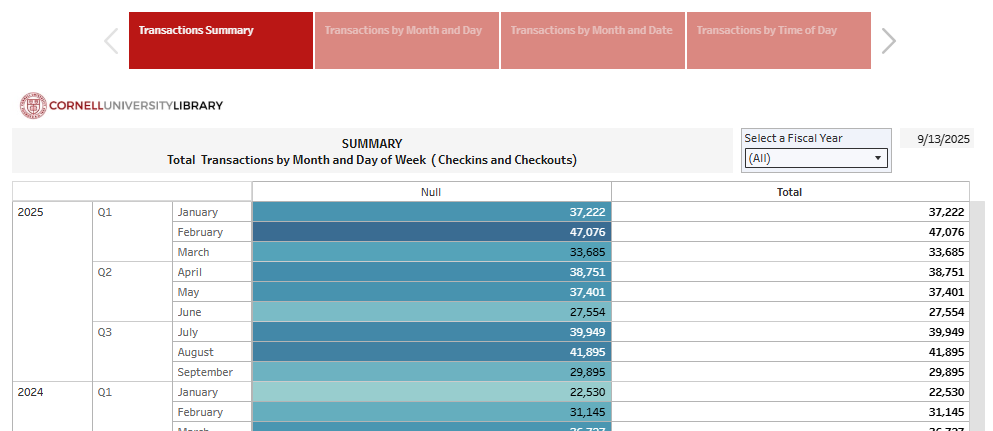 Transactions Summary Transactions by Month and Day Transactions by Month and Date Transactions by Time of Day
CORNELLUNIVERSITYLIBRARY
SUMMARY
Total Transactions by Month and Day of Week (Checkins and Checkouts)
Select a Fiscal Year
(All)
9/13/2025
Null Total
2025 Q1 January 37,222 37,222
February 47,076 47,076
March 33,685 33,685
Q2 April 38,751 38,751
May 37,401 37,401
June 27,554 27,554
Q3 July 39,949 39,949
August 41,895 41,895
September 29,895 29,895
2024 Q1 January 22,530 22,530
February 31,145 31,145